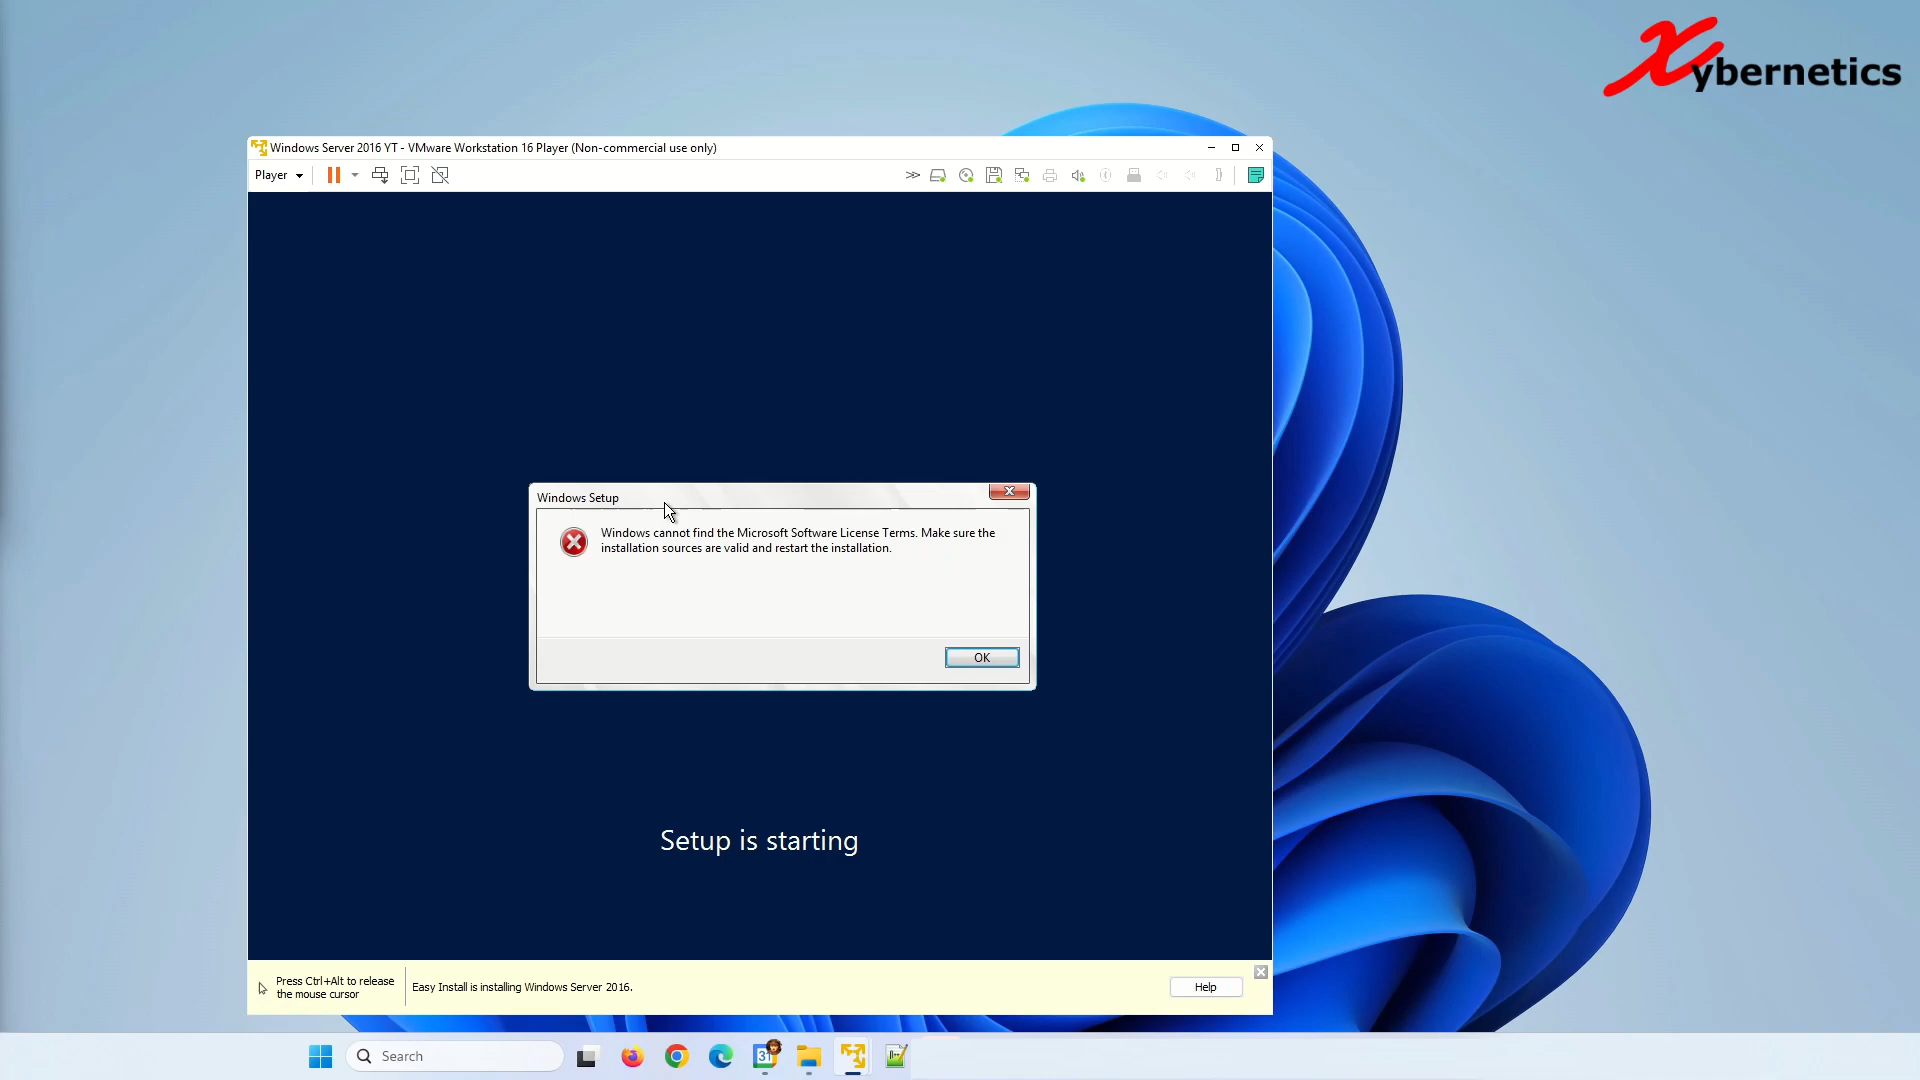 Xybernetics
Windows Server 2016 YT - VMware Workstation 16 Player (Non-commercial use only)
Player
Windows Setup
Windows cannot find the Microsoft Software License Terms. Make sure the
installation sources are valid and restart the installation.
OK
Setup is starting
Press Ctrl+Alt to release
the mouse cursor
Easy Install is installing Windows Server 2016.
Help
Search
31